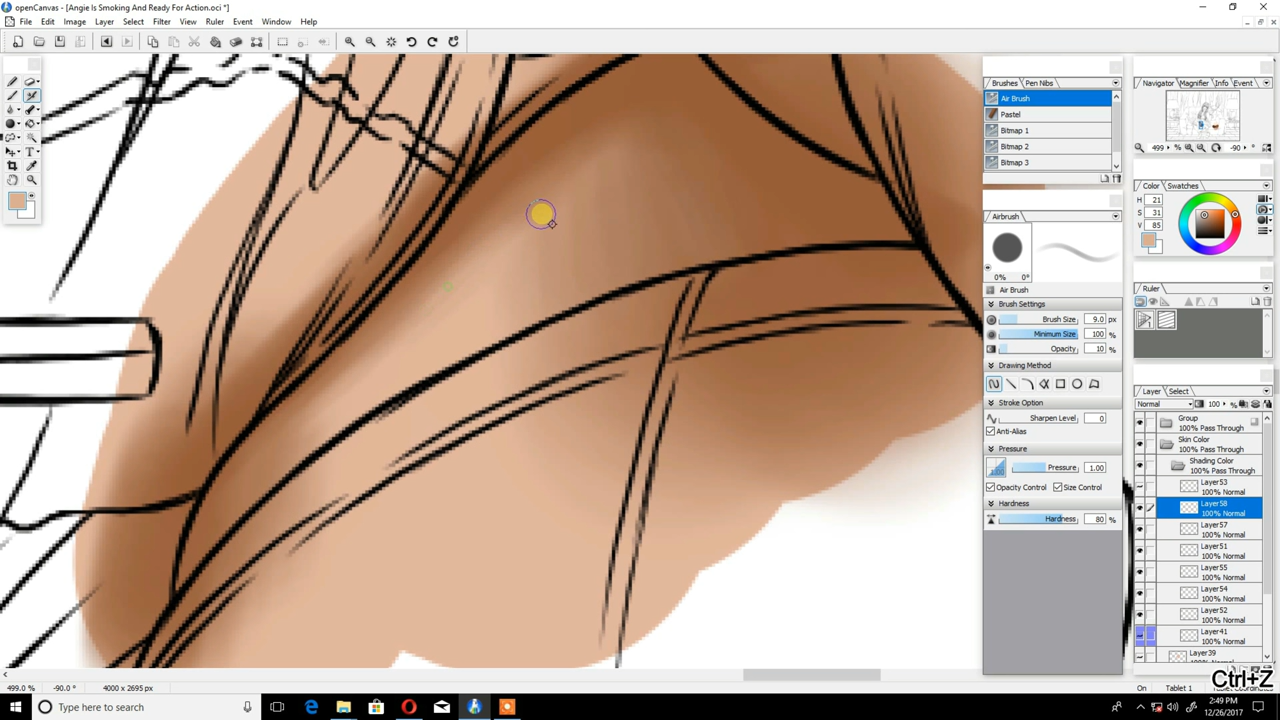 openCanvas - [Angie Is Smoking And Ready For Action.oci *]
File Edit Image Layer Select Filter View Ruler Event Window Help
Brushes Pen Nibs
Air Brush
Pastel
Bitmap 1
Bitmap 2
Bitmap 3
Airbrush
0% 0°
Air Brush
Brush Settings
Brush Size 9.0 px
Minimum Size 100 %
Opacity 10 %
Drawing Method
Stroke Option
Sharpen Level 0
Anti-Alias
Pressure
Pressure 1.00
Opacity Control Size Control
Hardness
Hardness 80 %
Navigator Magnifier Info Event
499 % -90 °
Color Swatches
H 21
S 31
V 85
Ruler
Layer Select
Normal 100 %
Group
100% Pass Through
Skin Color
100% Pass Through
Shading Color
100% Pass Through
Layer53
100% Normal
Layer58
100% Normal
Layer57
100% Normal
Layer51
100% Normal
Layer55
100% Normal
Layer54
100% Normal
Layer52
100% Normal
Layer41
100% Normal
Layer39
Ctrl+Z
499.0 % -90.0 ° 4000 x 2695 px
On Tablet 1
Type here to search
2:49 PM
12/26/2017